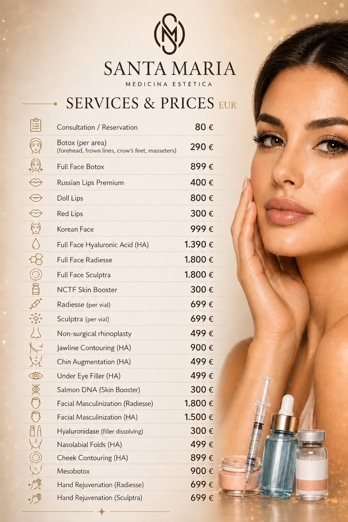 SANTA MARIA
MEDICINA ESTÉTICA
SERVICES & PRICES EUR
Consultation / Reservation 80 €
Botox (per area) 290 €
(forehead, frown lines, crow's feet, masseters)
Full Face Botox 899 €
Russian Lips Premium 400 €
Doll Lips 800 €
Red Lips 300 €
Korean Face 999 €
Full Face Hyaluronic Acid (HA) 1.390 €
Full Face Radiesse 1.800 €
Full Face Sculptra 1.800 €
NCTF Skin Booster 300 €
Radiesse (per vial) 699 €
Sculptra (per vial) 699 €
Non-surgical rhinoplasty 499 €
Jawline Contouring (HA) 900 €
Chin Augmentation (HA) 499 €
Under Eye Filler (HA) 499 €
Salmon DNA (Skin Booster) 300 €
Facial Masculinization (Radiesse) 1.800 €
Facial Masculinization (HA) 1,500 €
Hyaluronidase (filler dissolving) 300 €
Nasolabial Folds (HA) 499 €
Cheek Contouring (HA) 899 €
Mesobotox 900 €
Hand Rejuvenation (Radiesse) 699 €
Hand Rejuvenation (Sculptra) 699 €